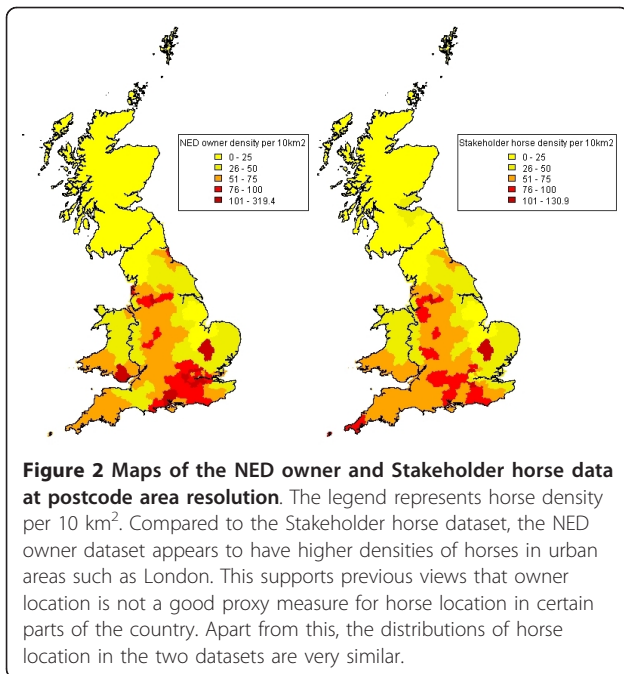 NED owner density per 10km2
0 - 25
26 - 50
51 - 75
76 - 100
101 - 319.4
Stakeholder horse density per 10km2
0 - 25
26 - 50
51 - 75
76 - 100
101 - 130.9
Figure 2 Maps of the NED owner and Stakeholder horse data
at postcode area resolution. The legend represents horse density
per 10 km². Compared to the Stakeholder horse dataset, the NED
owner dataset appears to have higher densities of horses in urban
areas such as London. This supports previous views that owner
location is not a good proxy measure for horse location in certain
parts of the country. Apart from this, the distributions of horse
location in the two datasets are very similar.